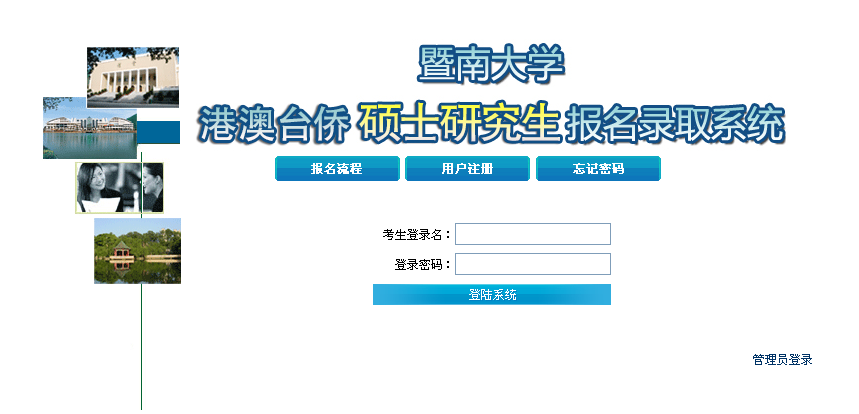 暨南大学
港澳台侨 硕士研究生 报名录取系统
报名流程 用户注册 忘记密码
考生登录名：
登录密码：
登陆系统
管理员登录